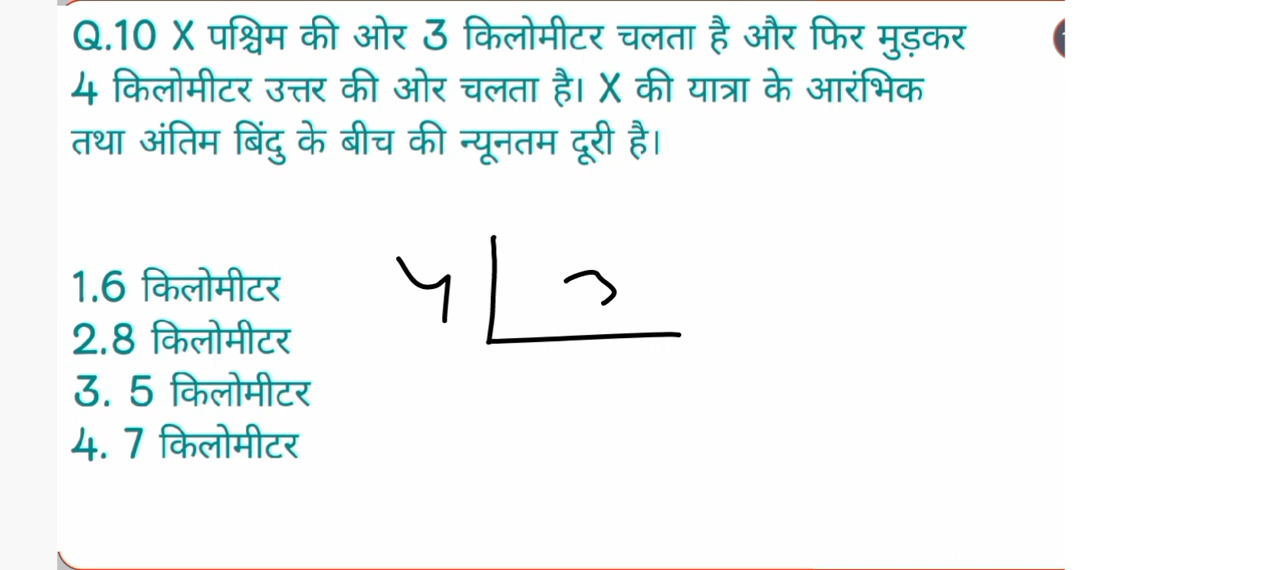 Q.10 X पश्चिम की ओर 3 किलोमीटर चलता है और फिर मुड़कर
4 किलोमीटर उत्तर की ओर चलता है। X की यात्रा के आरंभिक
तथा अंतिम बिंदु के बीच की न्यूनतम दूरी है।
1.6 किलोमीटर
4 3
2.8 किलोमीटर
3. 5 किलोमीटर
4. 7 किलोमीटर